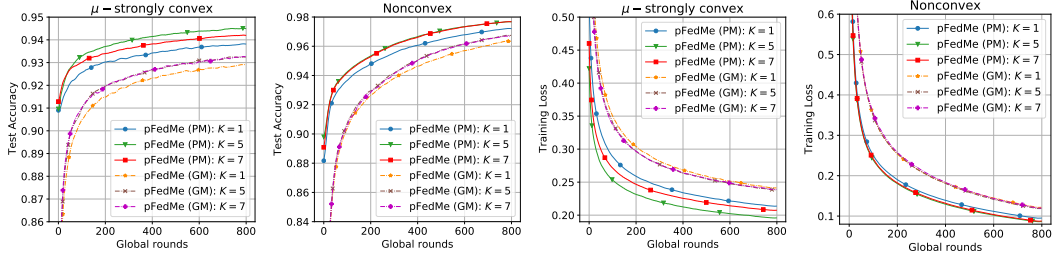 μ − strongly convex
0.95
0.94
0.93
0.92
0.91
0.90
0.89
0.88
0.87
0.86
Test Accuracy
0 200 400 600 800
Global rounds
pFedMe (PM): K = 1
pFedMe (PM): K = 5
pFedMe (PM): K = 7
pFedMe (GM): K = 1
pFedMe (GM): K = 5
pFedMe (GM): K = 7
Nonconvex
0.98
0.96
0.94
0.92
0.90
0.88
0.86
0.84
Test Accuracy
0 200 400 600 800
Global rounds
pFedMe (PM): K = 1
pFedMe (PM): K = 5
pFedMe (PM): K = 7
pFedMe (GM): K = 1
pFedMe (GM): K = 5
pFedMe (GM): K = 7
μ − strongly convex
0.50
0.45
0.40
0.35
0.30
0.25
0.20
Training Loss
0 200 400 600 800
Global rounds
pFedMe (PM): K = 1
pFedMe (PM): K = 5
pFedMe (PM): K = 7
pFedMe (GM): K = 1
pFedMe (GM): K = 5
pFedMe (GM): K = 7
Nonconvex
0.6
0.5
0.4
0.3
0.2
0.1
Training Loss
0 200 400 600 800
Global rounds
pFedMe (PM): K = 1
pFedMe (PM): K = 5
pFedMe (PM): K = 7
pFedMe (GM): K = 1
pFedMe (GM): K = 5
pFedMe (GM): K = 7